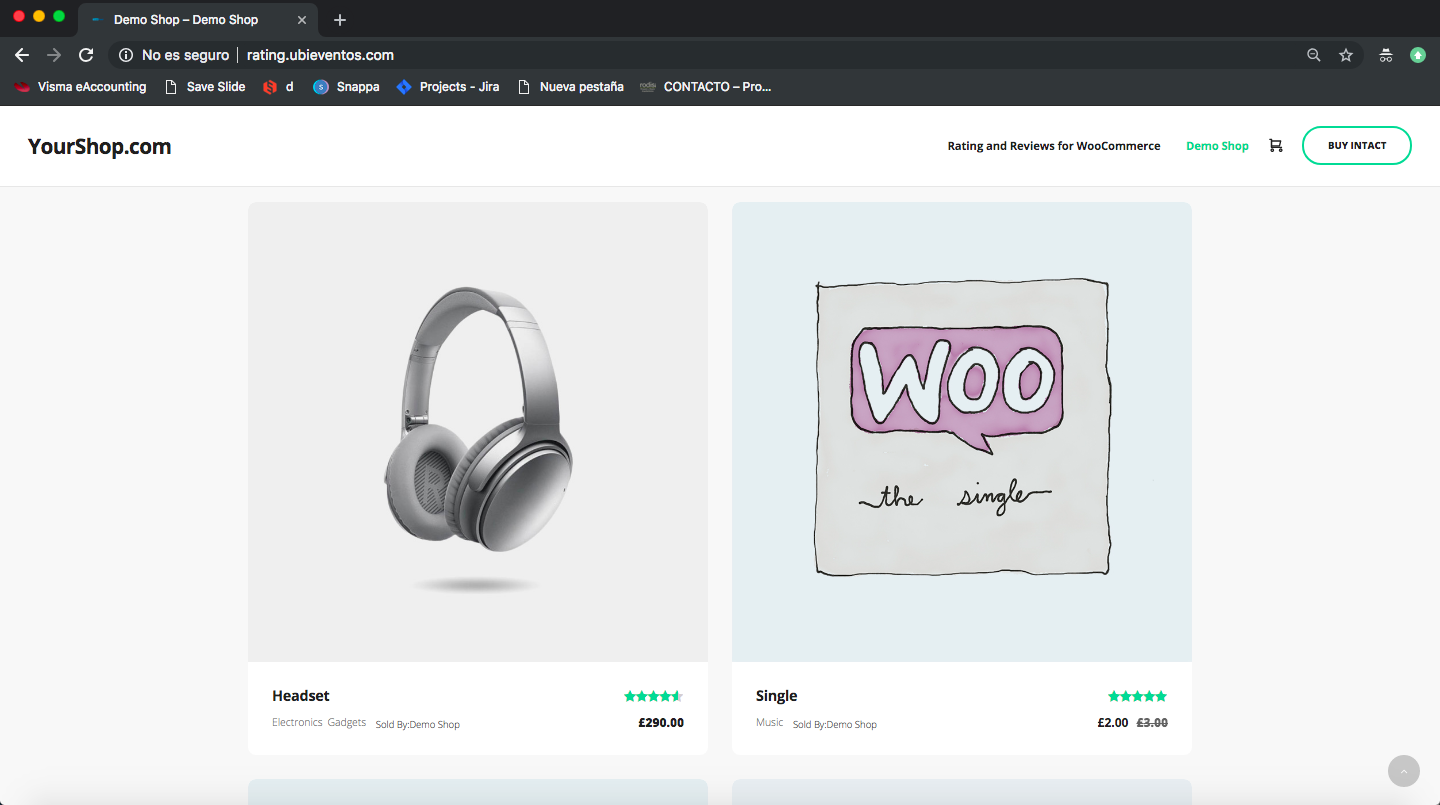 Demo Shop – Demo Shop
No es seguro | rating.ubieventos.com
Visma eAccounting Save Slide d Snappa Projects - Jira Nueva pestaña CONTACTO – Pro...
YourShop.com
Rating and Reviews for WooCommerce Demo Shop BUY INTACT
WOO
the single
Headset
Electronics Gadgets Sold By:Demo Shop £290.00
Single
Music Sold By:Demo Shop £2.00 £3.00